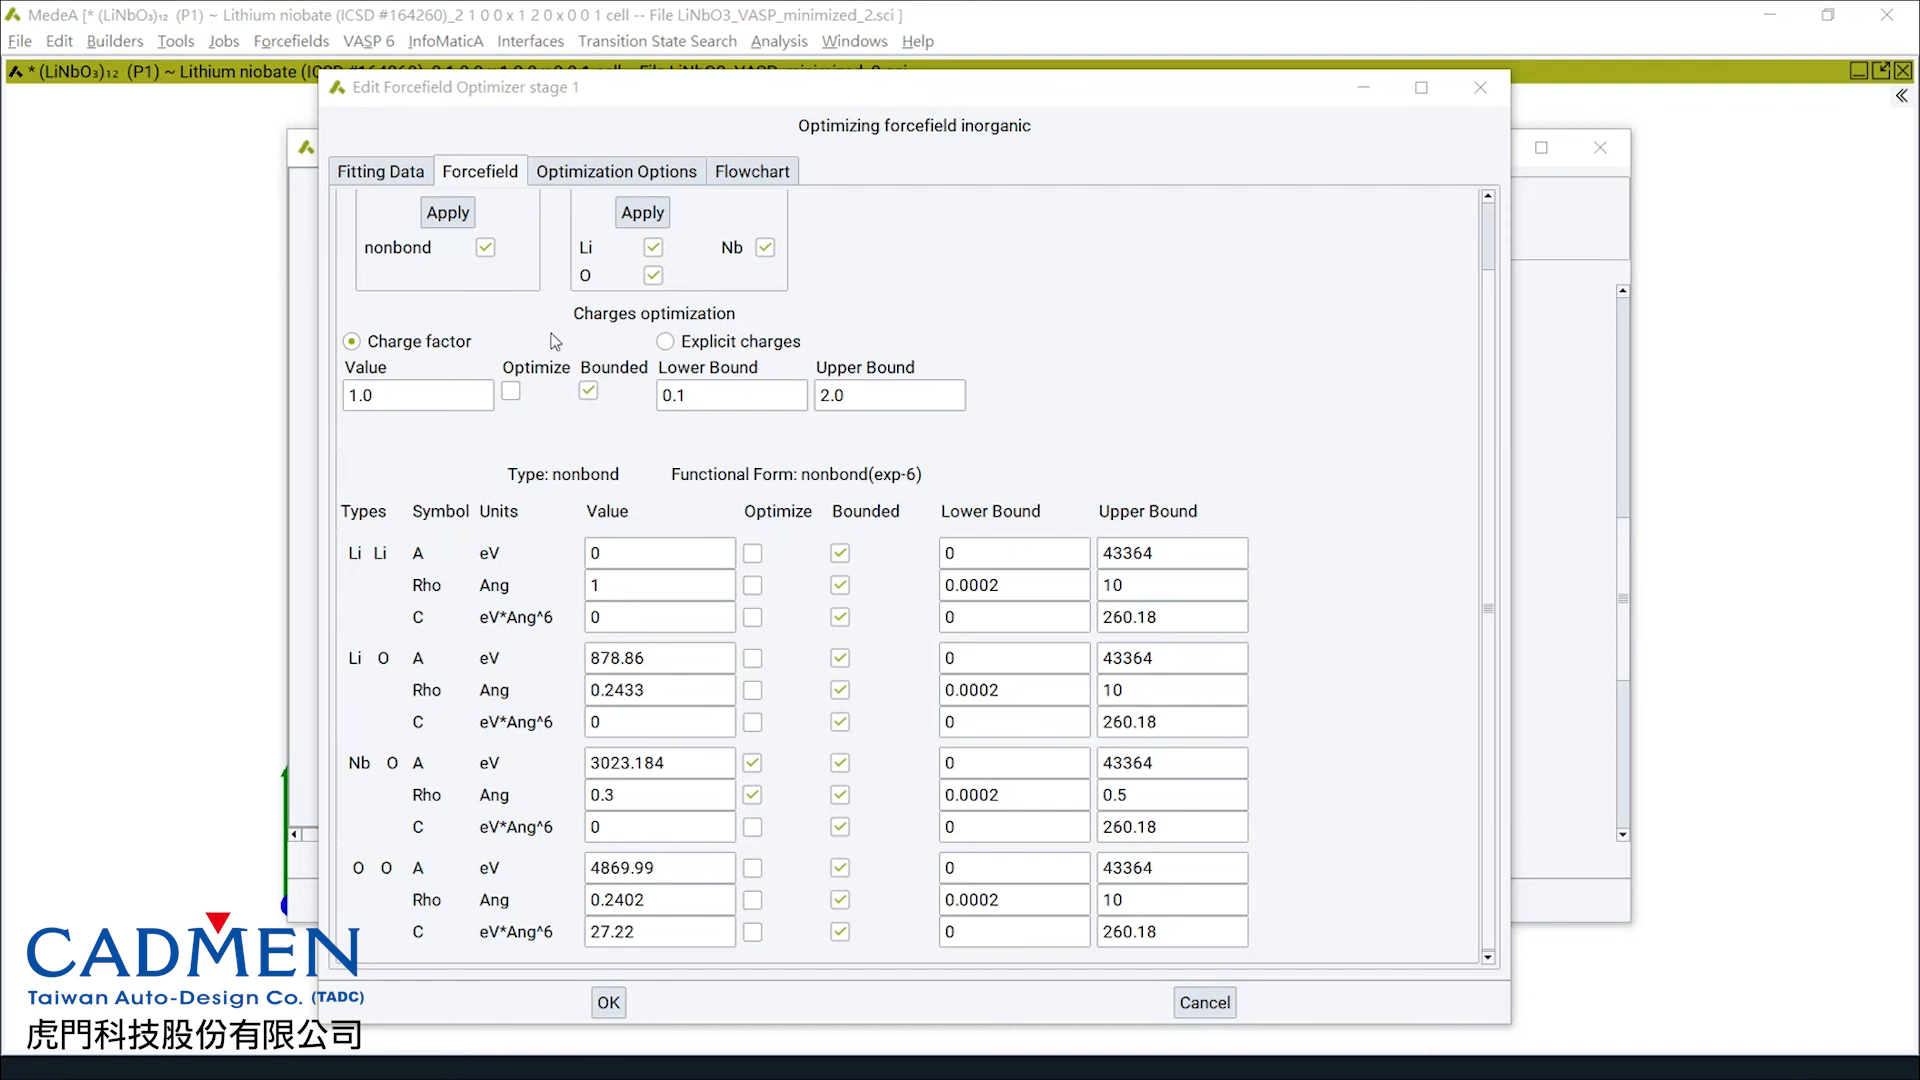 MedeA [* (LiNbO₃)₁₂ (P1) ~ Lithium niobate (ICSD #164260)_2 1 0 0 x 1 2 0 x 0 0 1 cell -- File LiNbO3_VASP_minimized_2.sci ]
File Edit Builders Tools Jobs Forcefields VASP 6 InfoMaticA Interfaces Transition State Search Analysis Windows Help
* (LiNbO₃)₁₂ (P1) ~ Lithium niobate
Edit Forcefield Optimizer stage 1
Optimizing forcefield inorganic
Fitting Data Forcefield Optimization Options Flowchart
Apply Apply
nonbond Li Nb
O
Charges optimization
Charge factor Explicit charges
Value Optimize Bounded Lower Bound Upper Bound
1.0 0.1 2.0
Type: nonbond Functional Form: nonbond(exp-6)
Types Symbol Units Value Optimize Bounded Lower Bound Upper Bound
Li Li A eV 0 0 43364
Rho Ang 1 0.0002 10
C eV*Ang^6 0 0 260.18
Li O A eV 878.86 0 43364
Rho Ang 0.2433 0.0002 10
C eV*Ang^6 0 0 260.18
Nb O A eV 3023.184 0 43364
Rho Ang 0.3 0.0002 0.5
C eV*Ang^6 0 0 260.18
O O A eV 4869.99 0 43364
Rho Ang 0.2402 0.0002 10
C eV*Ang^6 27.22 0 260.18
OK Cancel
CADMEN
Taiwan Auto-Design Co. (TADC)
虎門科技股份有限公司